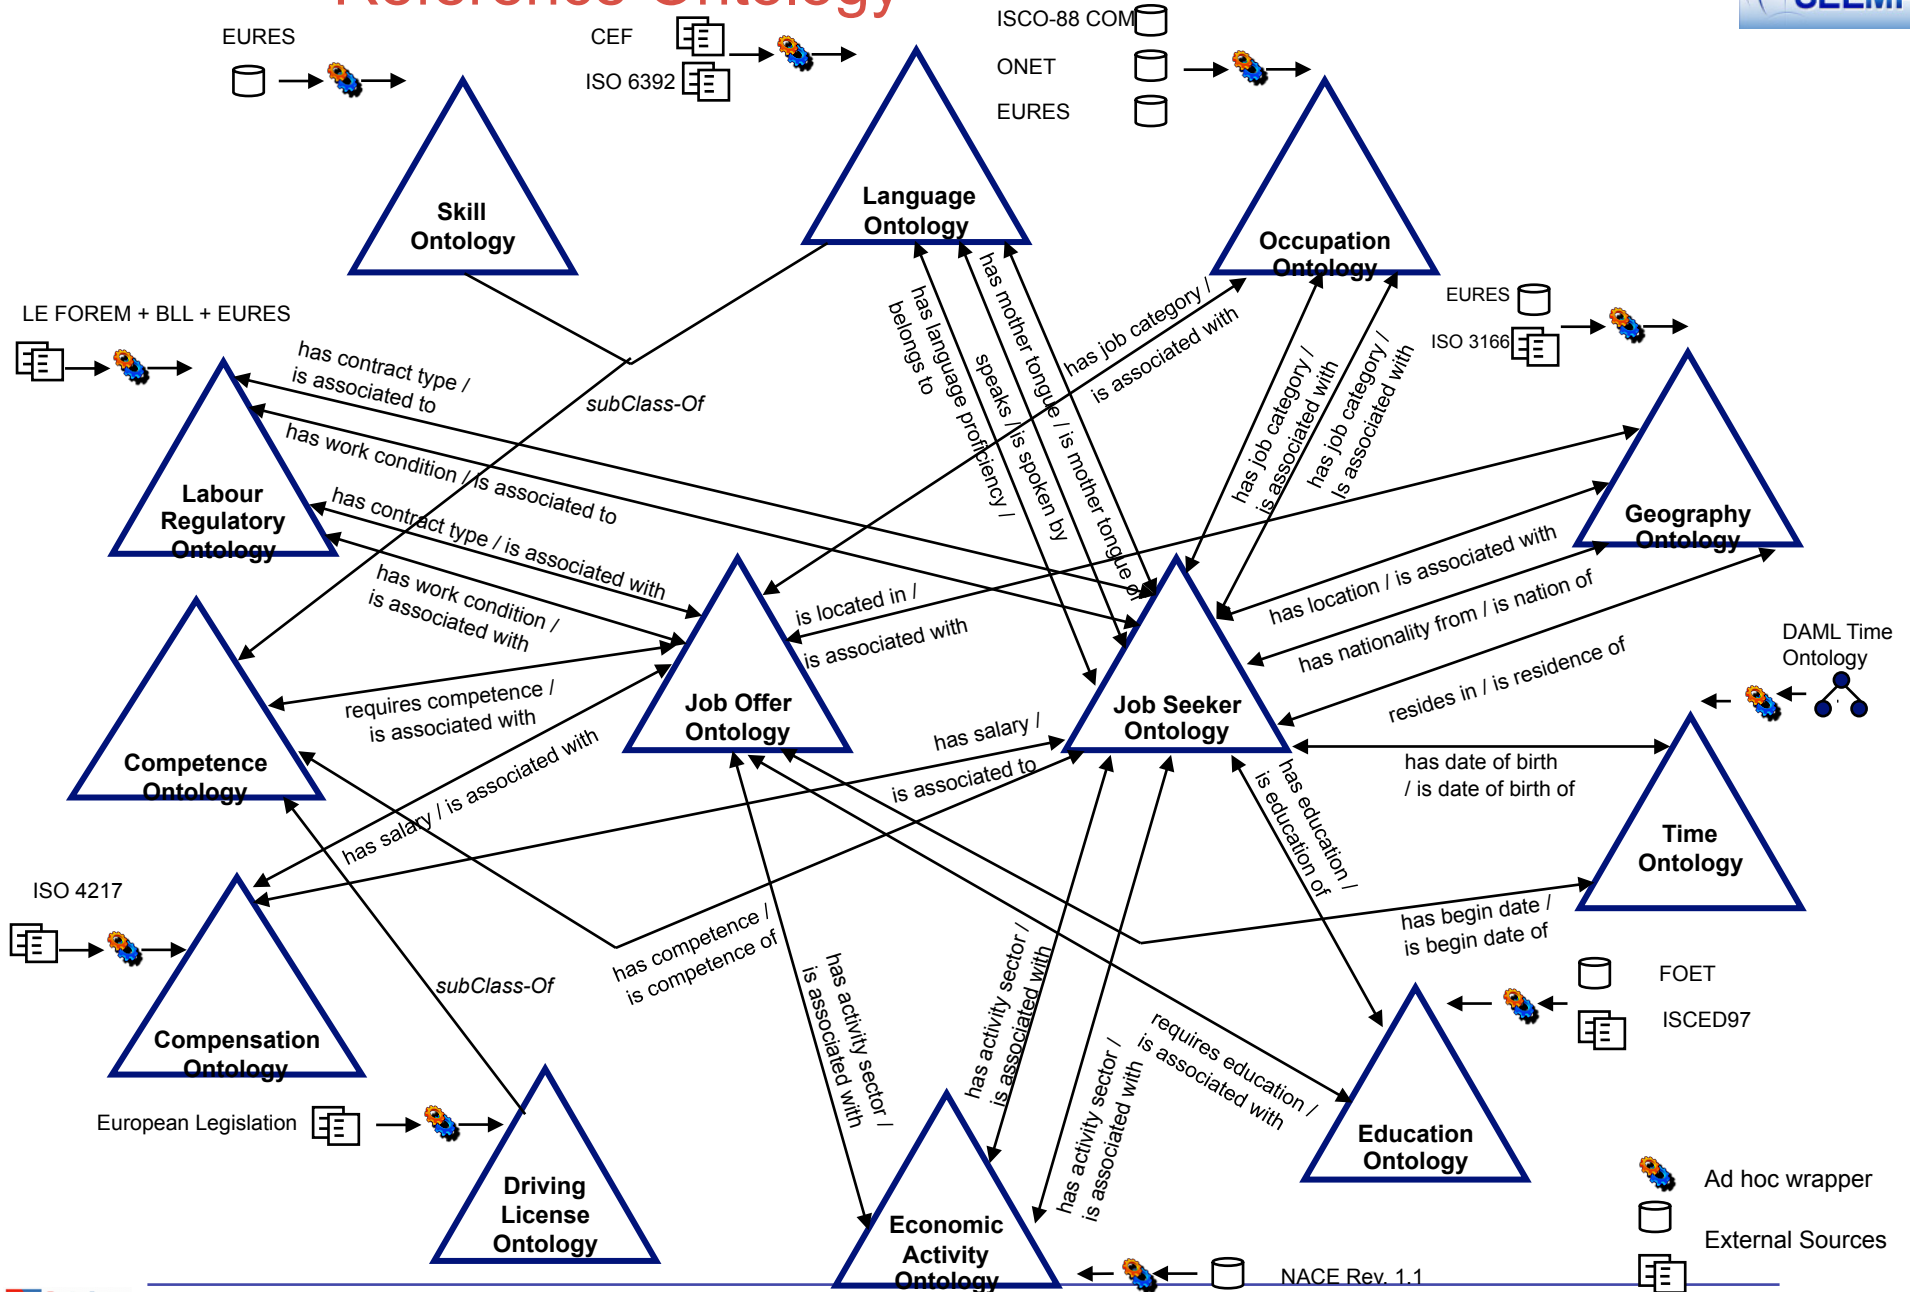 Reference Ontology
SEEMP
EURES
CEF
ISO 6392
ISCO-88 COM
ONET
EURES
Skill
Ontology
Language
Ontology
Occupation
Ontology
EURES
ISO 3166
LE FOREM + BLL + EURES
has contract type /
is associated to
subClass-Of
has work condition / is associated to
has language proficiency /
belongs to
speaks / is spoken by
has mother tongue / is mother tongue of
has job category /
is associated with
has job category /
is associated with
has job category /
Is associated with
Labour
Regulatory
Ontology
has contract type / is associated with
has work condition /
is associated with
Geography
Ontology
is located in /
is associated with
has location / is associated with
has nationality from / is nation of
resides in / is residence of
DAML Time
Ontology
requires competence /
is associated with
Job Offer
Ontology
Job Seeker
Ontology
has salary /
is associated to
has date of birth
/ is date of birth of
Competence
Ontology
has salary / is associated with
has education /
is education of
Time
Ontology
ISO 4217
has competence /
is competence of
has begin date /
is begin date of
subClass-Of
has activity sector /
is associated with
has activity sector /
is associated with
FOET
ISCED97
Compensation
Ontology
requires education /
is associated with
has activity sector /
is associated with
European Legislation
Education
Ontology
Driving
License
Ontology
Economic
Activity
Ontology
Ad hoc wrapper
External Sources
NACE Rev. 1.1